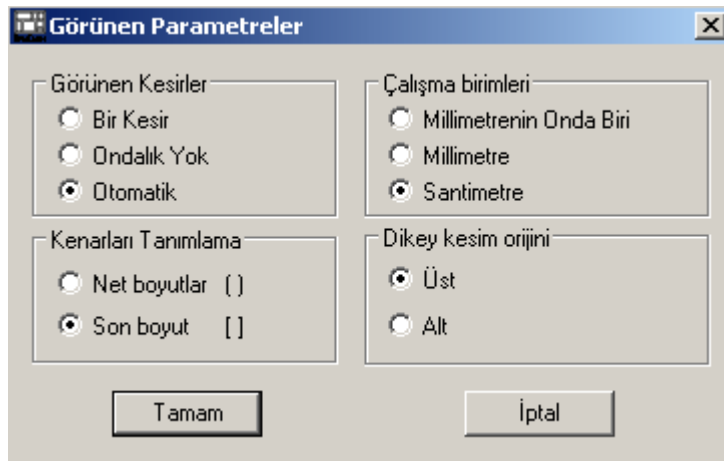 Görünen Parametreler
Görünen Kesirler
Bir Kesir
Ondalık Yok
Otomatik
Çalışma birimleri
Millimetrenin Onda Biri
Millimetre
Santimetre
Kenarları Tanımlama
Net boyutlar ( )
Son boyut [ ]
Dikey kesim orijini
Üst
Alt
Tamam
İptal